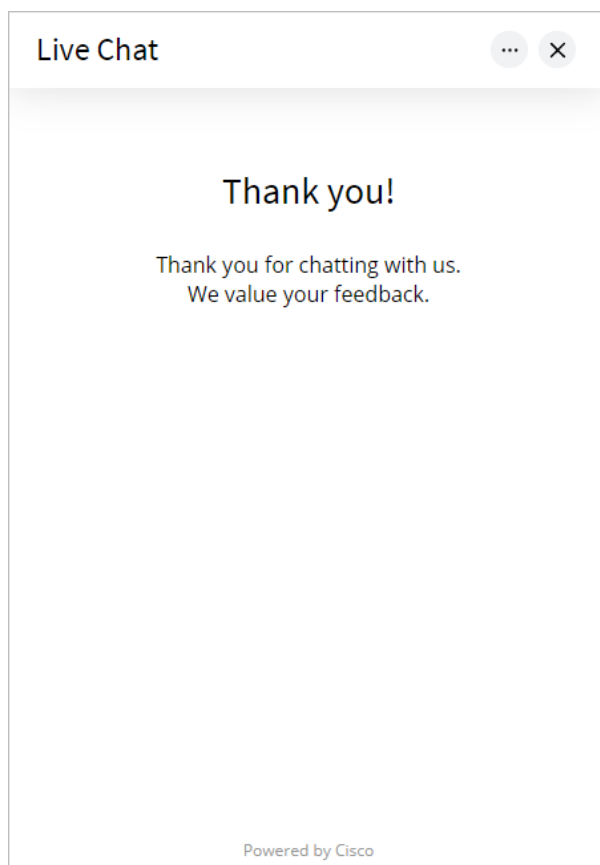 Live Chat
Thank you!
Thank you for chatting with us.
We value your feedback.
Powered by Cisco